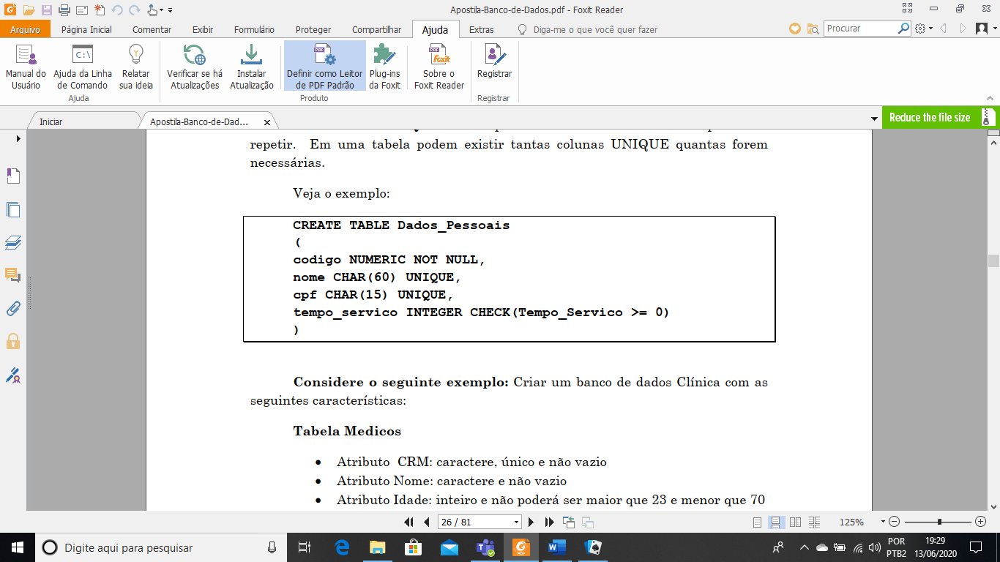 Apostila-Banco-de-Dados.pdf - Foxit Reader
Arquivo Página Inicial Comentar Exibir Formulário Proteger Compartilhar Ajuda Extras Diga-me o que você quer fazer Procurar
Manual do Usuário
Ajuda da Linha de Comando
Relatar sua ideia
Verificar se há Atualizações
Instalar Atualização
Definir como Leitor de PDF Padrão
Plug-ins da Foxit
Sobre o Foxit Reader
Registrar
Ajuda Produto Registrar
Iniciar Apostila-Banco-de-Dad... Reduce the file size
repetir. Em uma tabela podem existir tantas colunas UNIQUE quantas forem
necessárias.
Veja o exemplo:
CREATE TABLE Dados_Pessoais
(
codigo NUMERIC NOT NULL,
nome CHAR(60) UNIQUE,
cpf CHAR(15) UNIQUE,
tempo_servico INTEGER CHECK(Tempo_Servico >= 0)
)
Considere o seguinte exemplo: Criar um banco de dados Clínica com as
seguintes características:
Tabela Medicos
• Atributo CRM: caractere, único e não vazio
• Atributo Nome: caractere e não vazio
• Atributo Idade: inteiro e não poderá ser maior que 23 e menor que 70
26 / 81 125%
Digite aqui para pesquisar
POR 19:29
PTB2 13/06/2020